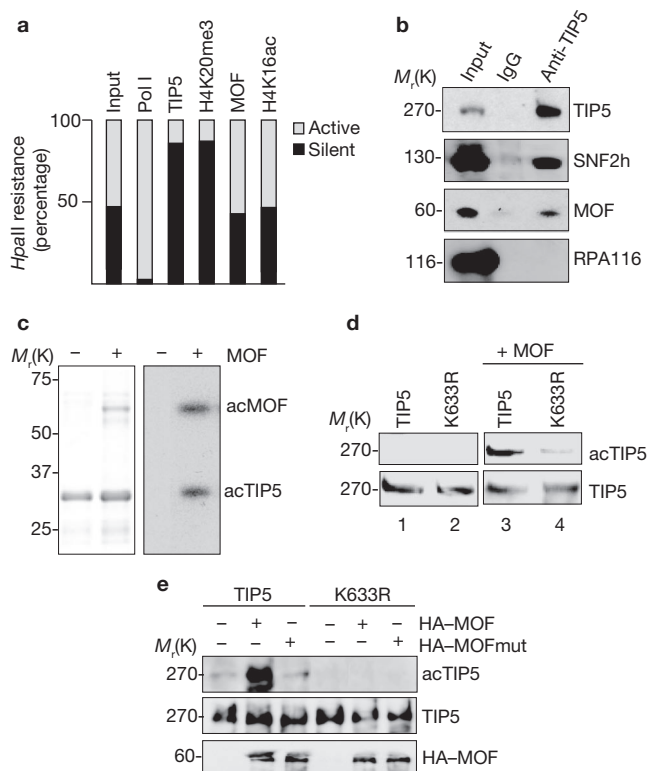 a
Input
Pol I
TIP5
H4K20me3
MOF
H4K16ac
HpaII resistance
(percentage)
100
50
Active
Silent
b
Mr(K)
Input
IgG
Anti-TIP5
270-
TIP5
130-
SNF2h
60-
MOF
116-
RPA116
c
Mr(K)
– + – + MOF
75
50
37
25
acMOF
acTIP5
d
+ MOF
TIP5
K633R
TIP5
K633R
270-
acTIP5
270-
TIP5
1 2 3 4
e
TIP5 K633R
– + – – + – HA–MOF
Mr(K) – – + – – + HA–MOFmut
270- acTIP5
270- TIP5
60- HA–MOF